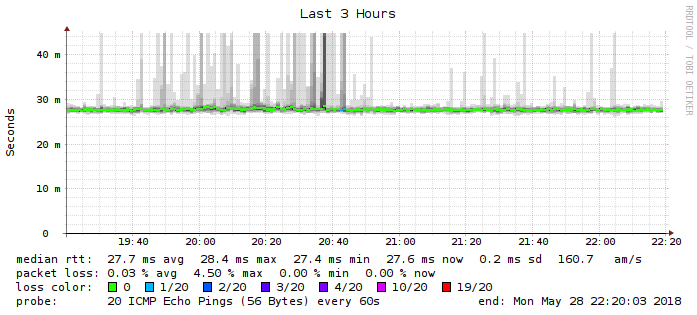 Last 3 Hours
RRDTOOL / TOBI OETIKER
Seconds
40 m
30 m
20 m
10 m
0
19:40 20:00 20:20 20:40 21:00 21:20 21:40 22:00 22:20
median rtt: 27.7 ms avg 28.4 ms max 27.4 ms min 27.6 ms now 0.2 ms sd 160.7 am/s
packet loss: 0.03 % avg 4.50 % max 0.00 % min 0.00 % now
loss color: 0 1/20 2/20 3/20 4/20 10/20 19/20
probe: 20 ICMP Echo Pings (56 Bytes) every 60s end: Mon May 28 22:20:03 2018